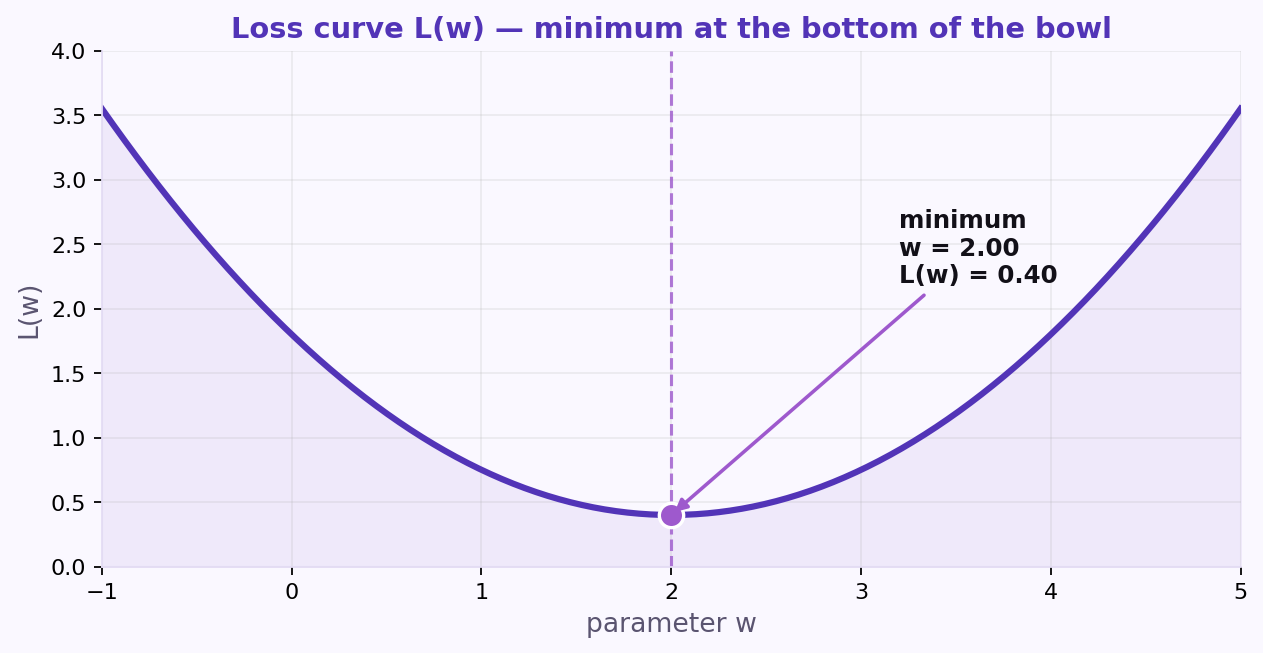 Loss curve L(w) — minimum at the bottom of the bowl
4.0
3.5
3.0
2.5
2.0
1.5
1.0
0.5
0.0
L(w)
minimum
w = 2.00
L(w) = 0.40
−1 0 1 2 3 4 5
parameter w